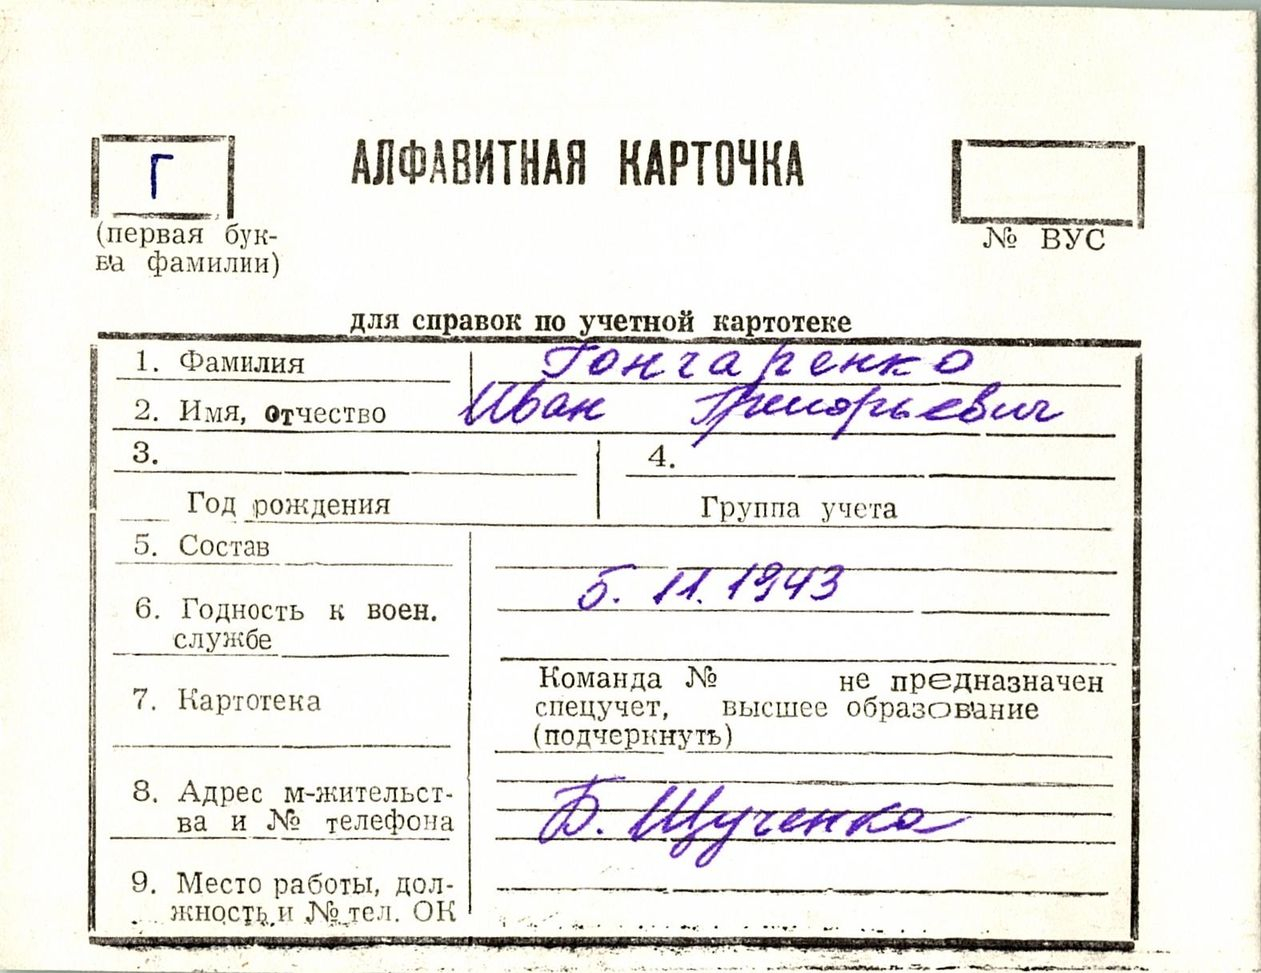 Г
АЛФАВИТНАЯ КАРТОЧКА
(первая бук-
ва фамилии)
№ ВУС
для справок по учетной картотеке
1. Фамилия Гончаренко
2. Имя, отчество Иван Григорьевич
3. 4.
Год рождения Группа учета
5. Состав
5. 11. 1943
6. Годность к воен.
службе
7. Картотека
Команда № не предназначен
спецучет, высшее образование
(подчеркнуть)
8. Адрес м-жительст-
ва и № телефона
Б. Щученка
9. Место работы, дол-
жность и № тел. ОК